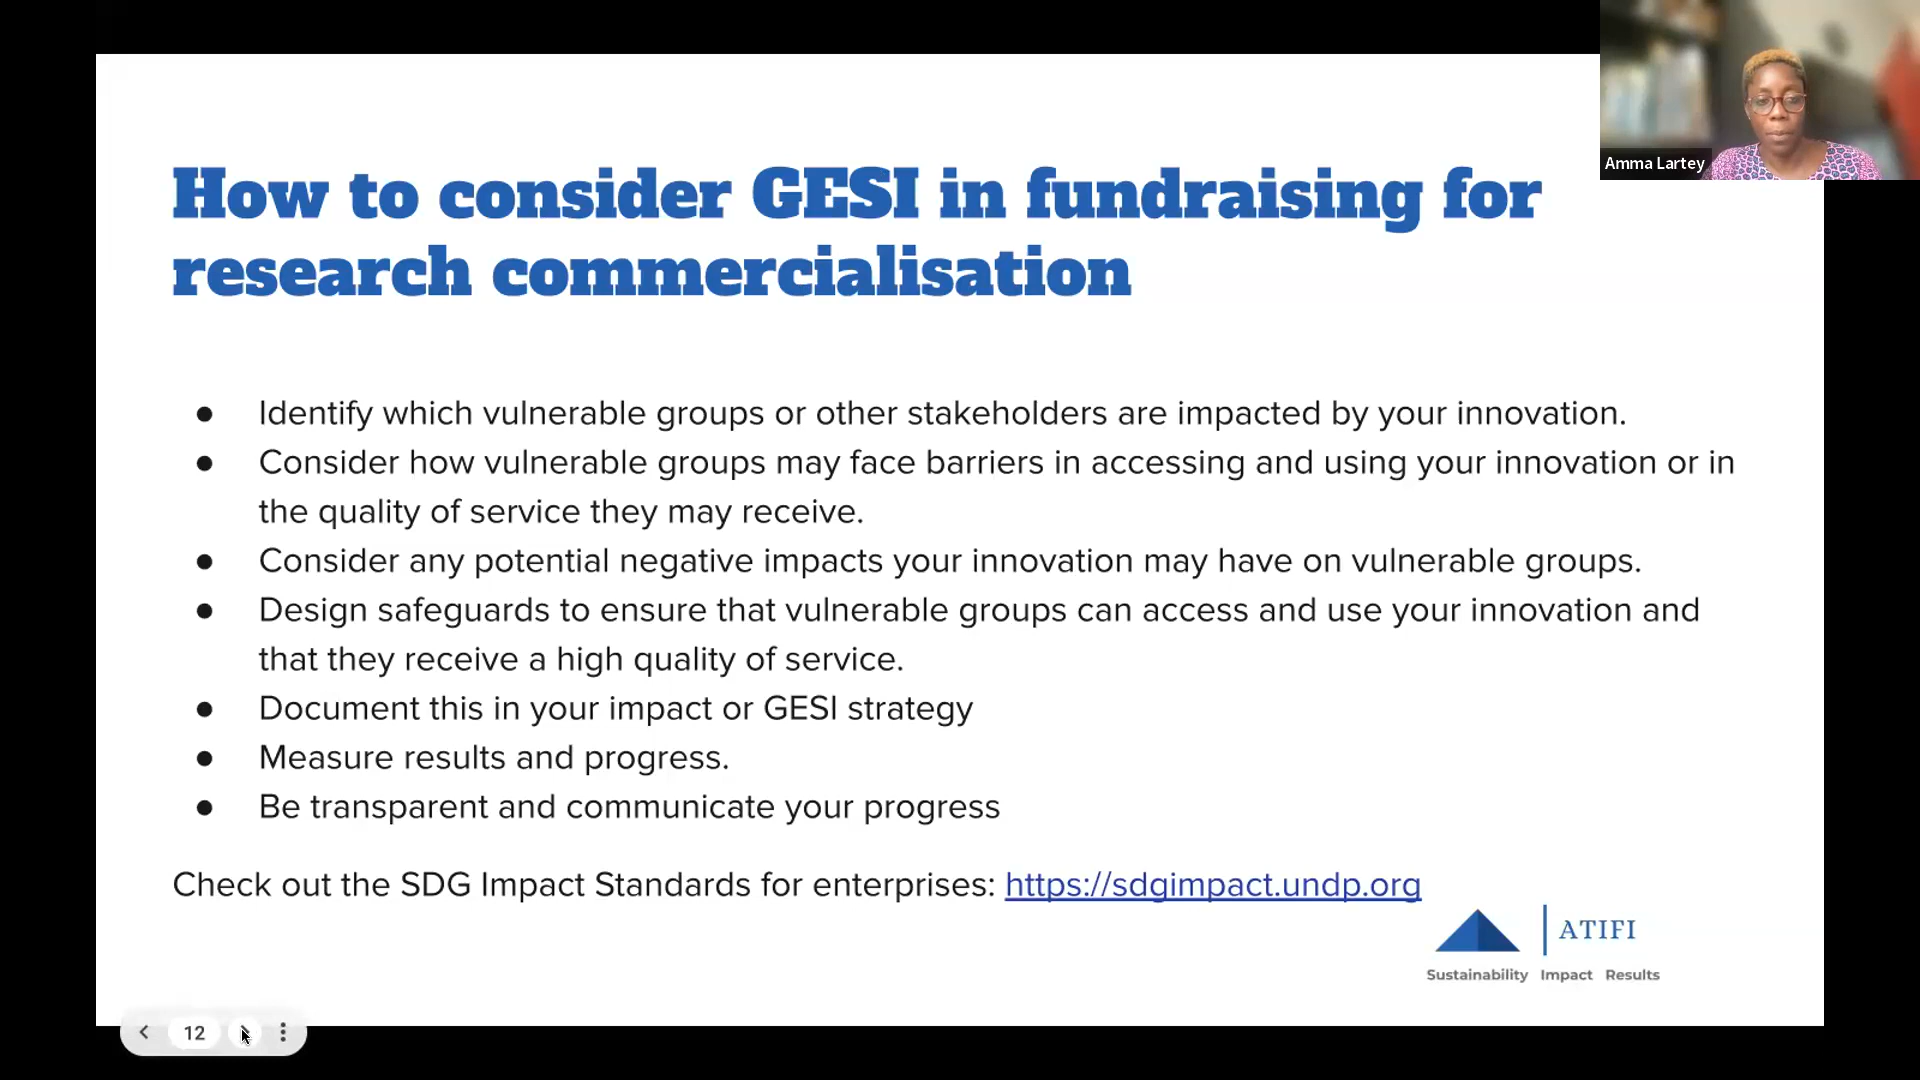 Amma Lartey
How to consider GESI in fundraising for
research commercialisation
● Identify which vulnerable groups or other stakeholders are impacted by your innovation.
● Consider how vulnerable groups may face barriers in accessing and using your innovation or in
the quality of service they may receive.
● Consider any potential negative impacts your innovation may have on vulnerable groups.
● Design safeguards to ensure that vulnerable groups can access and use your innovation and
that they receive a high quality of service.
● Document this in your impact or GESI strategy
● Measure results and progress.
● Be transparent and communicate your progress
Check out the SDG Impact Standards for enterprises: https://sdgimpact.undp.org
ATIFI
Sustainability Impact Results
12